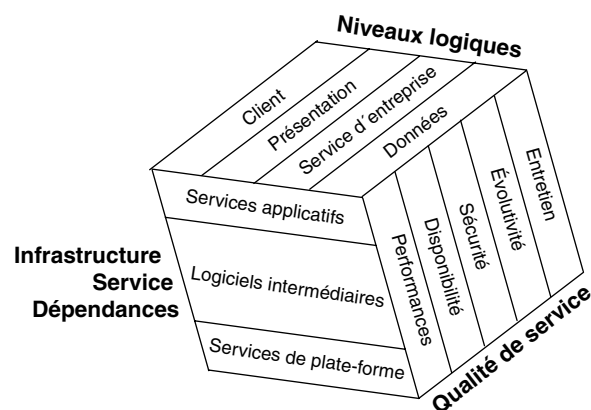 Niveaux logiques
Client
Présentation
Service d´entreprise
Données
Services applicatifs
Logiciels intermédiaires
Services de plate-forme
Infrastructure
Service
Dépendances
Performances
Disponibilité
Sécurité
Évolutivité
Entretien
Qualité de service